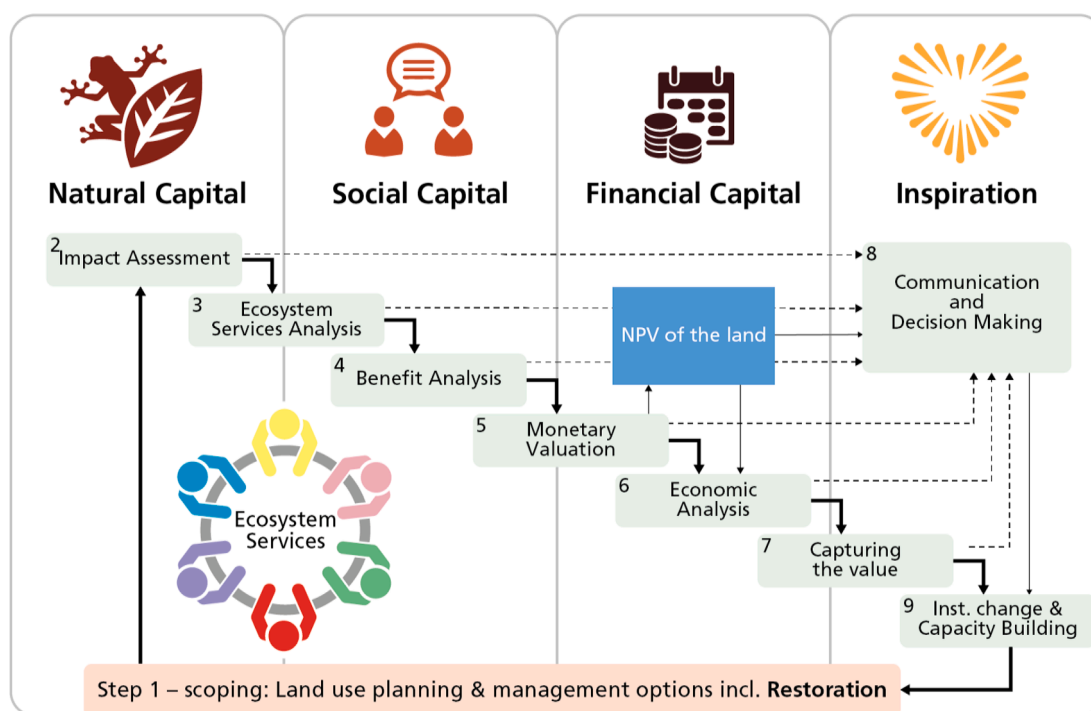 Natural Capital
Social Capital
Financial Capital
Inspiration
2
Impact Assessment
8
Communication
and
Decision Making
3
Ecosystem
Services Analysis
NPV of the land
4
Benefit Analysis
5
Monetary
Valuation
6
Economic
Analysis
Ecosystem
Services
7
Capturing
the value
9
Inst. change &
Capacity Building
Step 1 – scoping: Land use planning & management options incl. Restoration